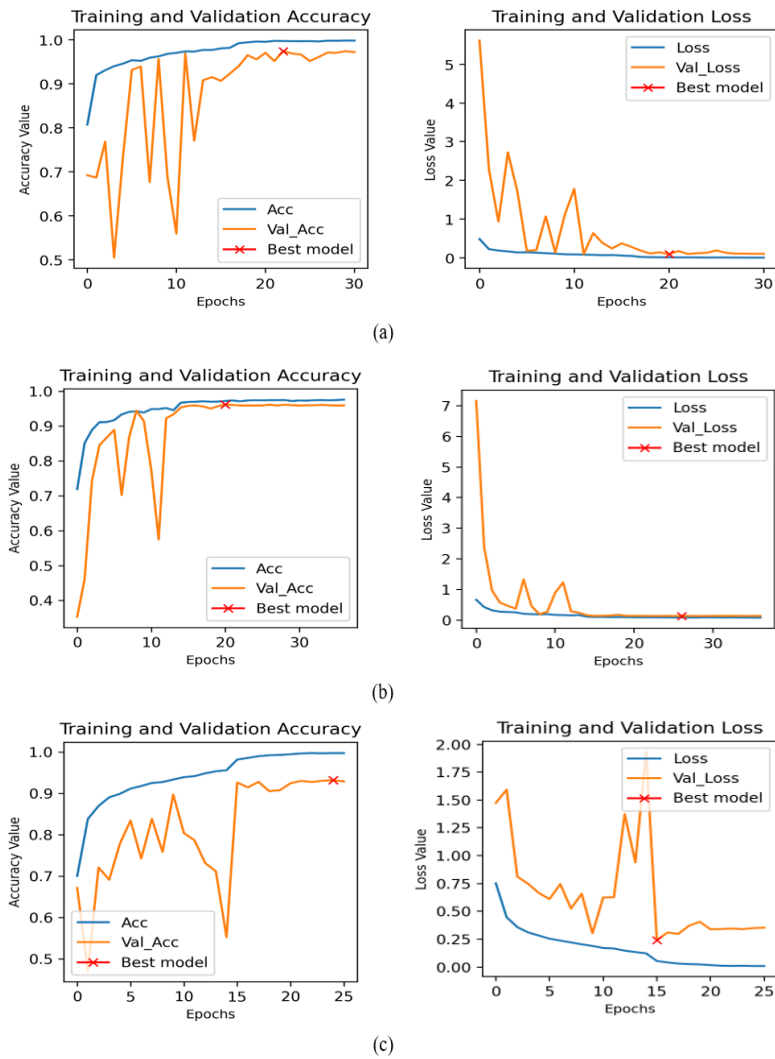 Training and Validation Accuracy
1.0
0.9
0.8
0.7
0.6
0.5
Accuracy Value
Acc
Val_Acc
Best model
0
10
20
30
Epochs
Training and Validation Loss
5
4
3
2
1
0
Loss Value
Loss
Val_Loss
Best model
0
10
20
30
Epochs
(a)
Training and Validation Accuracy
1.0
0.9
0.8
0.7
0.6
0.5
0.4
Accuracy Value
Acc
Val_Acc
Best model
0
10
20
30
Epochs
Training and Validation Loss
7
6
5
4
3
2
1
0
Loss Value
Loss
Val_Loss
Best model
0
10
20
30
Epochs
(b)
Training and Validation Accuracy
1.0
0.9
0.8
0.7
0.6
0.5
Accuracy Value
Acc
Val_Acc
Best model
0
5
10
15
20
25
Epochs
Training and Validation Loss
2.00
1.75
1.50
1.25
1.00
0.75
0.50
0.25
0.00
Loss Value
Loss
Val_Loss
Best model
0
5
10
15
20
25
Epochs
(c)